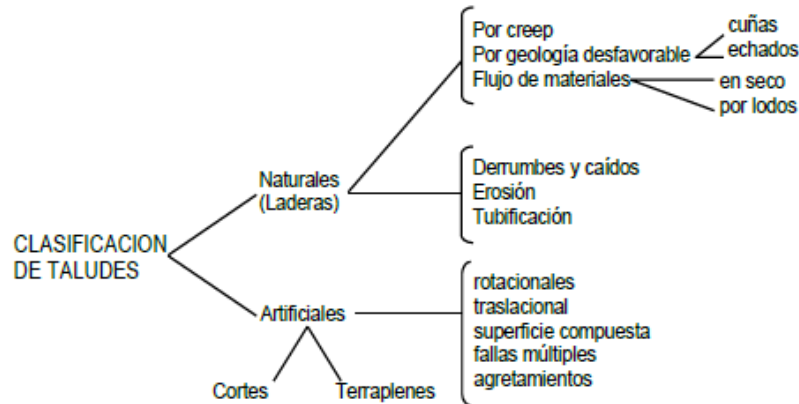 Por creep
Por geología desfavorable
Flujo de materiales
cuñas
echados
en seco
por lodos
Naturales
(Laderas)
Derrumbes y caídos
Erosión
Tubificación
CLASIFICACION
DE TALUDES
Artificiales
rotacionales
traslacional
superficie compuesta
fallas múltiples
agretamientos
Cortes
Terraplenes